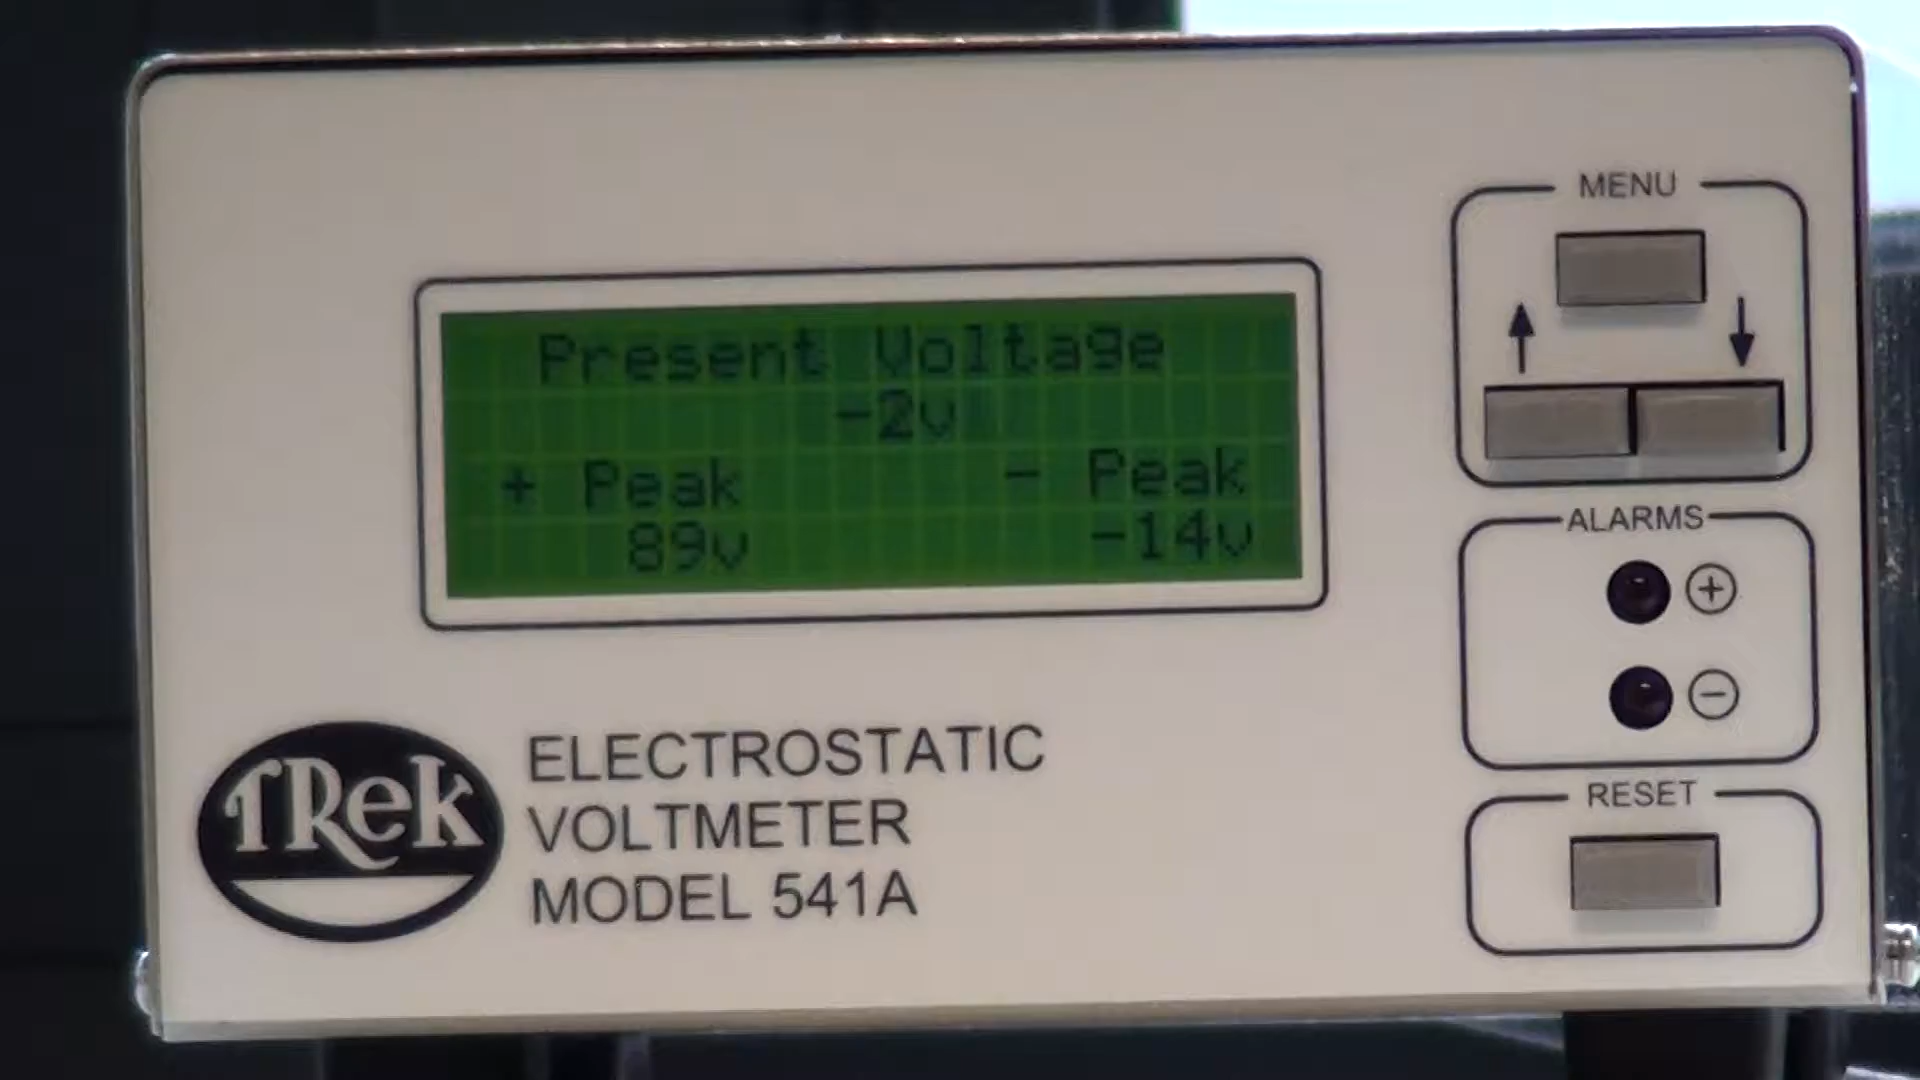 MENU
Present Voltage
-2v
+ Peak - Peak
89v -14v
ALARMS
+
-
RESET
TRek
ELECTROSTATIC
VOLTMETER
MODEL 541A